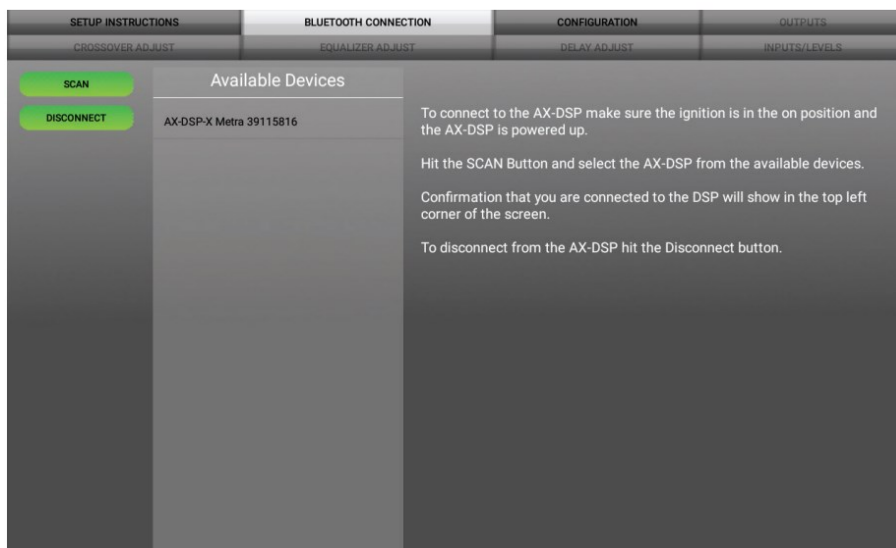 SETUP INSTRUCTIONS
BLUETOOTH CONNECTION
CONFIGURATION
OUTPUTS
CROSSOVER ADJUST
EQUALIZER ADJUST
DELAY ADJUST
INPUTS/LEVELS
SCAN
DISCONNECT
Available Devices
AX-DSP-X Metra 39115816
To connect to the AX-DSP make sure the ignition is in the on position and
the AX-DSP is powered up.
Hit the SCAN Button and select the AX-DSP from the available devices.
Confirmation that you are connected to the DSP will show in the top left
corner of the screen.
To disconnect from the AX-DSP hit the Disconnect button.